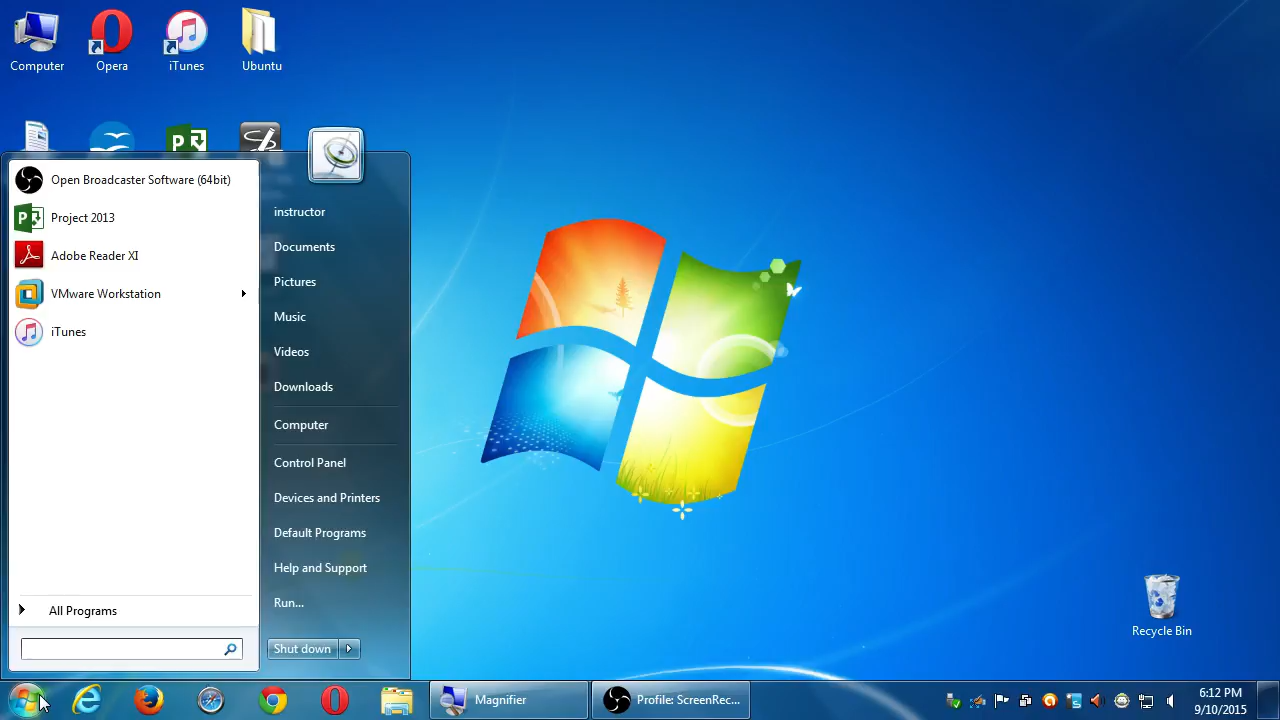 Computer
Opera
iTunes
Ubuntu
Open Broadcaster Software (64bit)
Project 2013
Adobe Reader XI
VMware Workstation
iTunes
All Programs
instructor
Documents
Pictures
Music
Videos
Downloads
Computer
Control Panel
Devices and Printers
Default Programs
Help and Support
Run...
Shut down
Recycle Bin
Magnifier
Profile: ScreenRec...
6:12 PM
9/10/2015